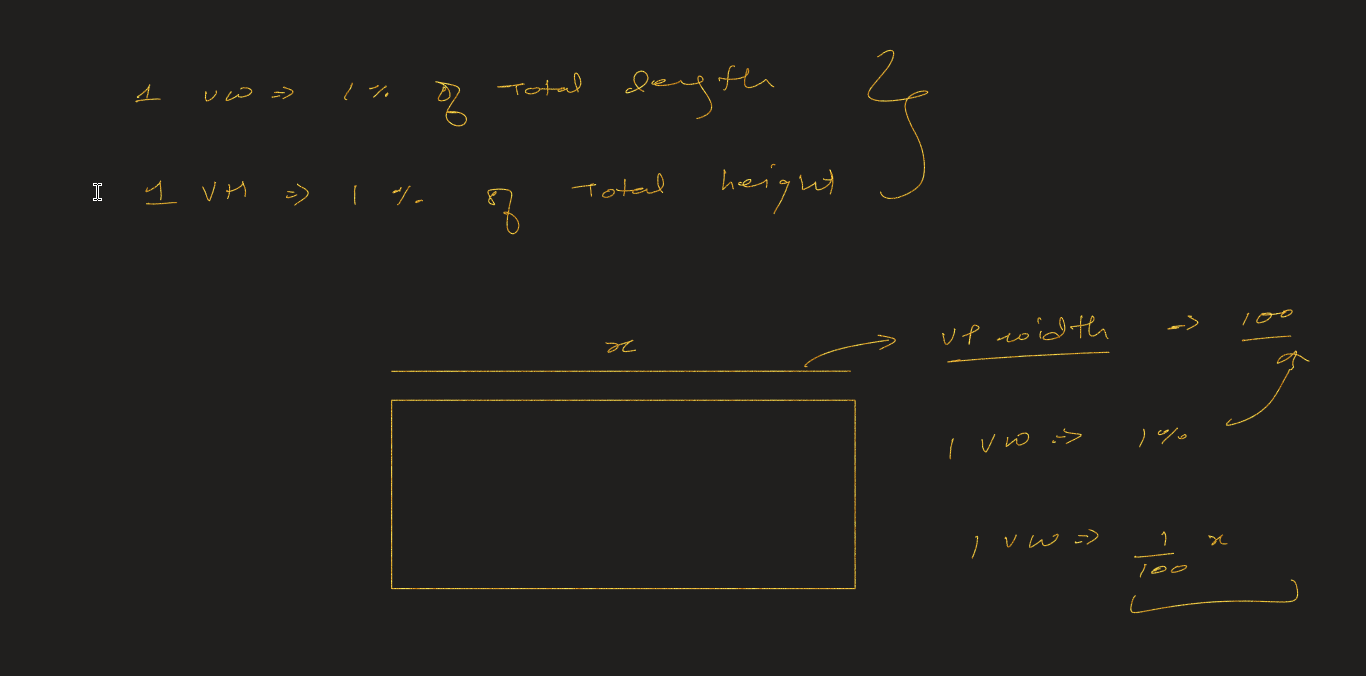 1 vw => 1 % of Total length
1 VH => 1 % of Total height
x
VP width => 100
1 vw => 1%
1 vw => 1/100 x